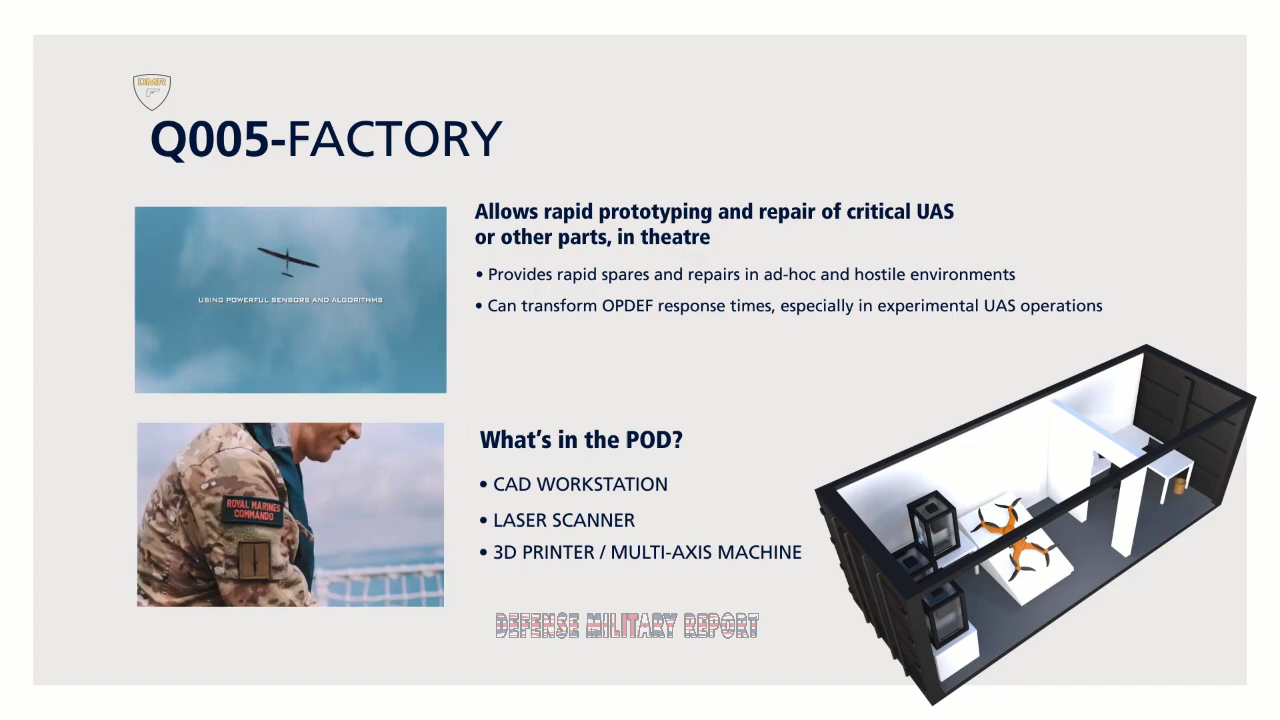 DMR
Q005-FACTORY
Allows rapid prototyping and repair of critical UAS
or other parts, in theatre
• Provides rapid spares and repairs in ad-hoc and hostile environments
• Can transform OPDEF response times, especially in experimental UAS operations
USING POWERFUL SENSORS AND ALGORITHMS
What's in the POD?
• CAD WORKSTATION
• LASER SCANNER
• 3D PRINTER / MULTI-AXIS MACHINE
ROYAL MARINES
COMMANDO
DEFENSE MILITARY REPORT